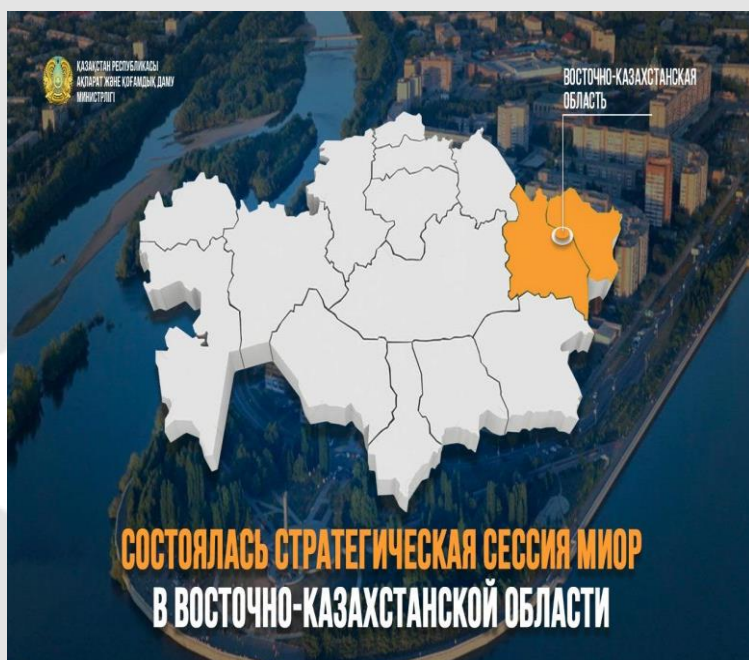 ҚАЗАҚСТАН РЕСПУБЛИКАСЫ
АҚПАРАТ ЖӘНЕ ҚОҒАМДЫҚ ДАМУ
МИНИСТРЛІГІ
ВОСТОЧНО-КАЗАХСТАНСКАЯ
ОБЛАСТЬ
СОСТОЯЛАСЬ СТРАТЕГИЧЕСКАЯ СЕССИЯ МИОР
В ВОСТОЧНО-КАЗАХСТАНСКОЙ ОБЛАСТИ